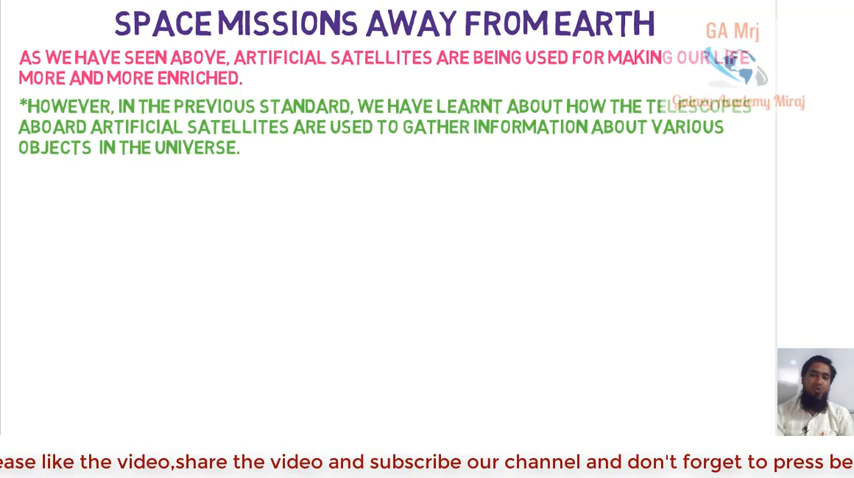 SPACE MISSIONS AWAY FROM EARTH
GA Mrj
AS WE HAVE SEEN ABOVE, ARTIFICIAL SATELLITES ARE BEING USED FOR MAKING OUR LIFE
MORE AND MORE ENRICHED.
*HOWEVER, IN THE PREVIOUS STANDARD, WE HAVE LEARNT ABOUT HOW THE TELESCOPES
Galaxy Academy Miraj
ABOARD ARTIFICIAL SATELLITES ARE USED TO GATHER INFORMATION ABOUT VARIOUS
OBJECTS IN THE UNIVERSE.
ease like the video,share the video and subscribe our channel and don't forget to press be